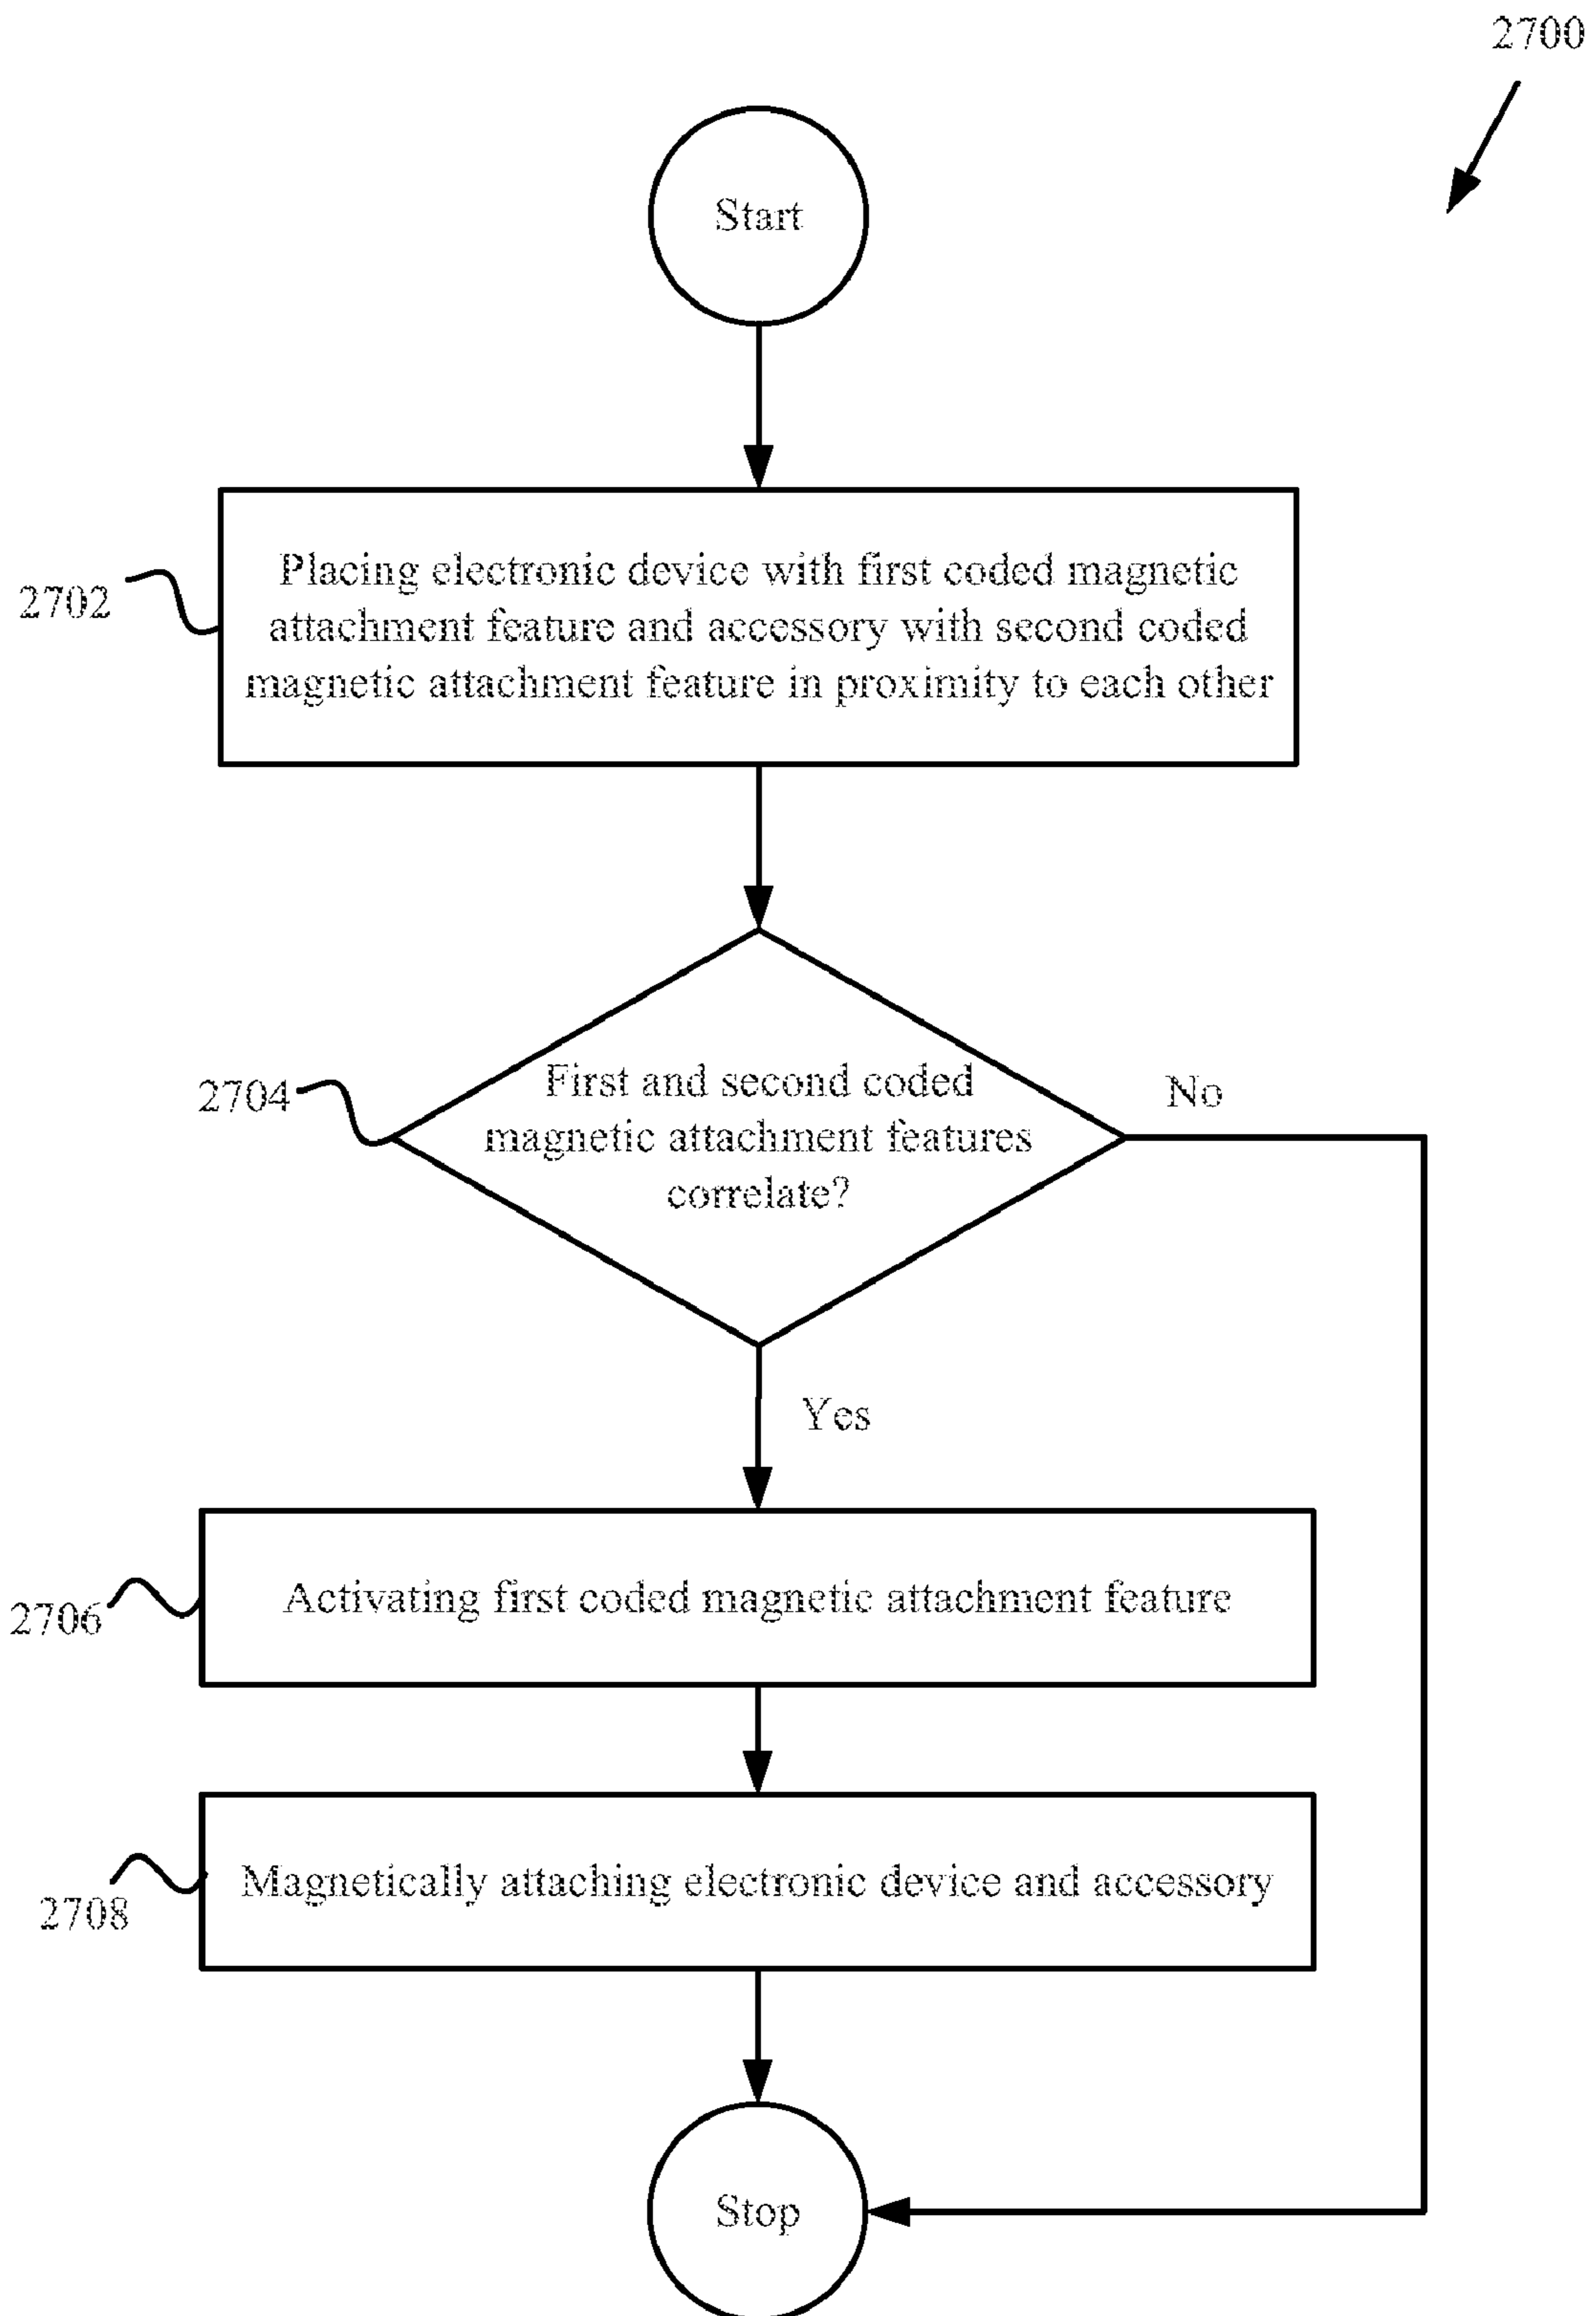 2700
Start
2702
Placing electronic device with first coded magnetic
attachment feature and accessory with second coded
magnetic attachment feature in proximity to each other
2704
First and second coded
magnetic attachment features
correlate?
No
Yes
2706
Activating first coded magnetic attachment feature
2708
Magnetically attaching electronic device and accessory
Stop